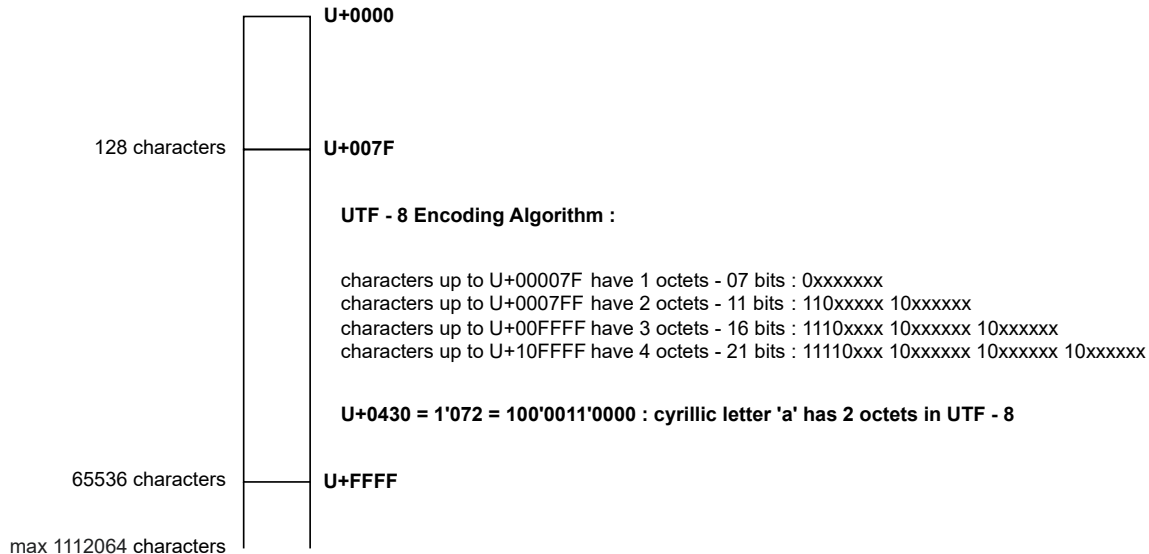 U+0000
128 characters U+007F
UTF - 8 Encoding Algorithm :
characters up to U+00007F have 1 octets - 07 bits : 0xxxxxxx
characters up to U+0007FF have 2 octets - 11 bits : 110xxxxx 10xxxxxx
characters up to U+00FFFF have 3 octets - 16 bits : 1110xxxx 10xxxxxx 10xxxxxx
characters up to U+10FFFF have 4 octets - 21 bits : 11110xxx 10xxxxxx 10xxxxxx 10xxxxxx
U+0430 = 1'072 = 100'0011'0000 : cyrillic letter 'a' has 2 octets in UTF - 8
65536 characters U+FFFF
max 1112064 characters